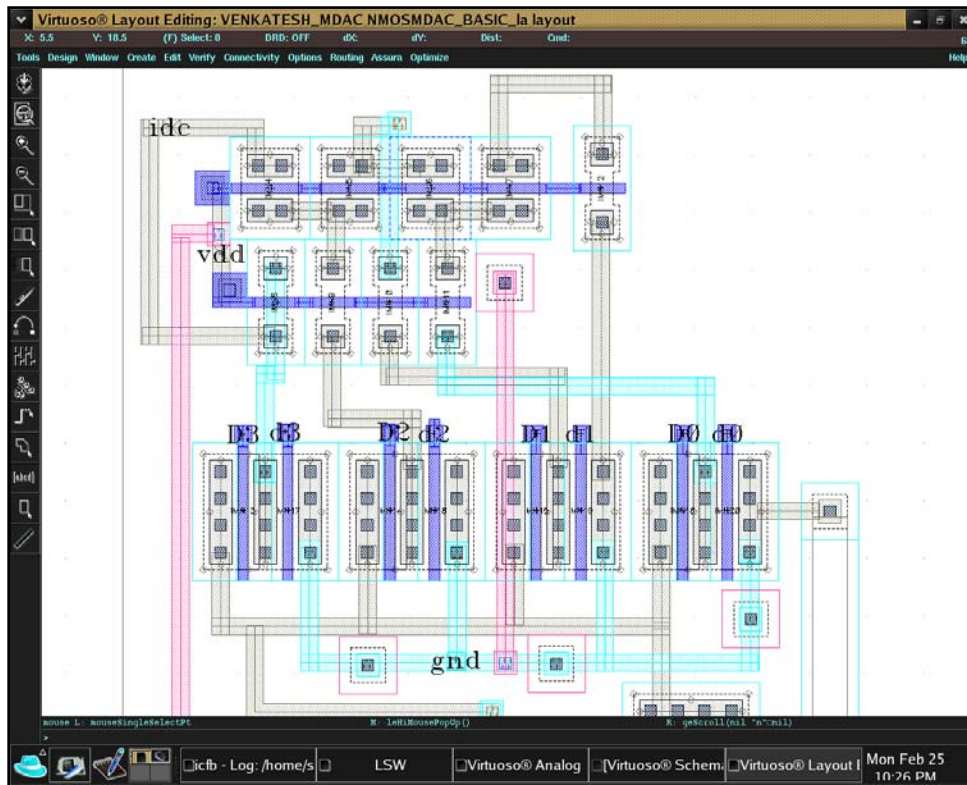 Virtuoso® Layout Editing: VENKATESH_MDAC NMOSMDAC_BASIC_la layout
X: 5.5 Y: 18.5 (F) Select: 0 DRD: OFF dX: dY: Dist: Cmd: 6
Tools Design Window Create Edit Verify Connectivity Options Routing Assura Optimize Help
idc
vdd
D3 d3 D2 d2 D1 d1 D0 d0
[abcd]
gnd
mouse L: mouseSingleSelectPt M: leHiMousePopUp() R: geScroll(nil "n" nil)
>
icfb - Log: /home/s LSW Virtuoso® Analog [Virtuoso® Schema Virtuoso® Layout E Mon Feb 25
10:26 PM